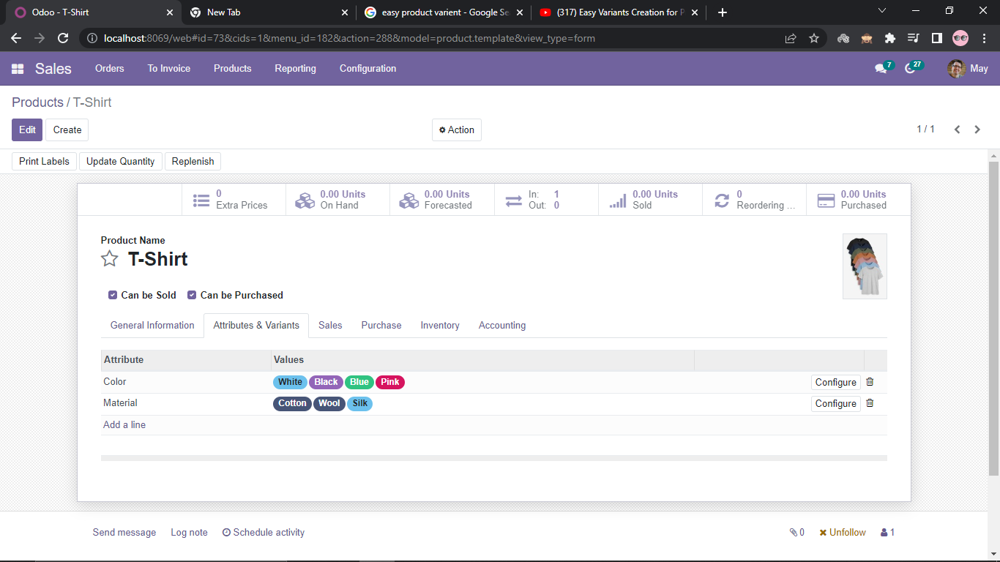 Odoo - T-Shirt
New Tab
easy product varient - Google Se
(317) Easy Variants Creation for P
localhost:8069/web#id=73&cids=1&menu_id=182&action=288&model=product.template&view_type=form
Sales Orders To Invoice Products Reporting Configuration 7 27 May
Products / T-Shirt
Edit Create Action 1 / 1
Print Labels Update Quantity Replenish
0 Extra Prices
0.00 Units On Hand
0.00 Units Forecasted
In: 1
Out: 0
0.00 Units Sold
0 Reordering ...
0.00 Units Purchased
Product Name
T-Shirt
Can be Sold Can be Purchased
General Information Attributes & Variants Sales Purchase Inventory Accounting
Attribute Values
Color White Black Blue Pink Configure
Material Cotton Wool Silk Configure
Add a line
Send message Log note Schedule activity 0 Unfollow 1